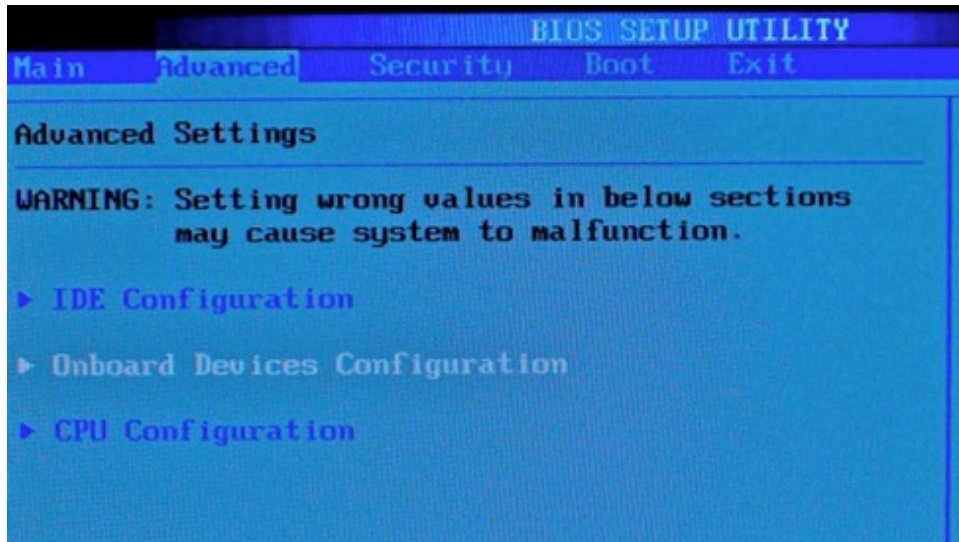 BIOS SETUP UTILITY
Main Advanced Security Boot Exit
Advanced Settings
WARNING: Setting wrong values in below sections
may cause system to malfunction.
▶ IDE Configuration
▶ Onboard Devices Configuration
▶ CPU Configuration